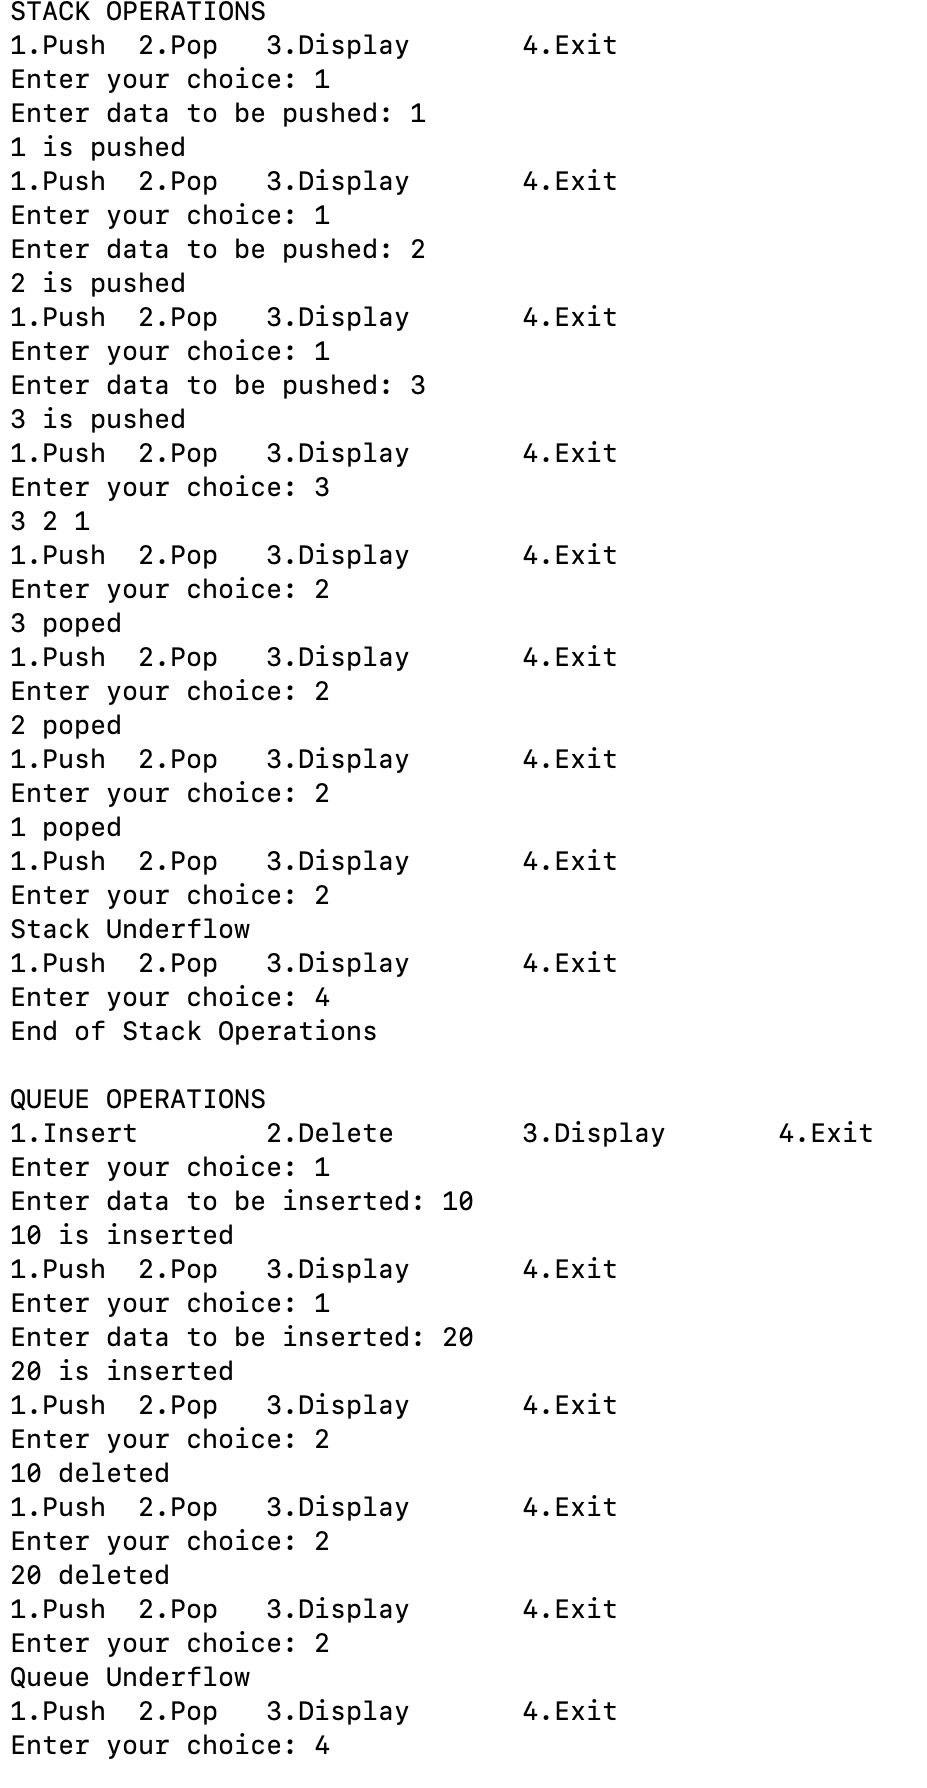 STACK OPERATIONS
1.Push  2.Pop   3.Display       4.Exit
Enter your choice: 1
Enter data to be pushed: 1
1 is pushed
1.Push  2.Pop   3.Display       4.Exit
Enter your choice: 1
Enter data to be pushed: 2
2 is pushed
1.Push  2.Pop   3.Display       4.Exit
Enter your choice: 1
Enter data to be pushed: 3
3 is pushed
1.Push  2.Pop   3.Display       4.Exit
Enter your choice: 3
3 2 1
1.Push  2.Pop   3.Display       4.Exit
Enter your choice: 2
3 poped
1.Push  2.Pop   3.Display       4.Exit
Enter your choice: 2
2 poped
1.Push  2.Pop   3.Display       4.Exit
Enter your choice: 2
1 poped
1.Push  2.Pop   3.Display       4.Exit
Enter your choice: 2
Stack Underflow
1.Push  2.Pop   3.Display       4.Exit
Enter your choice: 4
End of Stack Operations

QUEUE OPERATIONS
1.Insert        2.Delete        3.Display       4.Exit
Enter your choice: 1
Enter data to be inserted: 10
10 is inserted
1.Push  2.Pop   3.Display       4.Exit
Enter your choice: 1
Enter data to be inserted: 20
20 is inserted
1.Push  2.Pop   3.Display       4.Exit
Enter your choice: 2
10 deleted
1.Push  2.Pop   3.Display       4.Exit
Enter your choice: 2
20 deleted
1.Push  2.Pop   3.Display       4.Exit
Enter your choice: 2
Queue Underflow
1.Push  2.Pop   3.Display       4.Exit
Enter your choice: 4